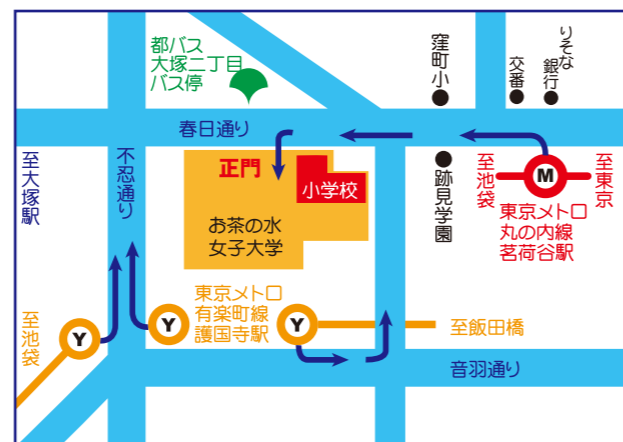 都バス
大塚二丁目
バス停
窪町小
交番
りそな
銀行
春日通り
至大塚駅
不忍通り
正門
小学校
お茶の水
女子大学
跡見学園
至池袋
M
至東京
東京メトロ
丸の内線
茗荷谷駅
至池袋
Y
Y
東京メトロ
有楽町線
護国寺駅
Y
至飯田橋
音羽通り